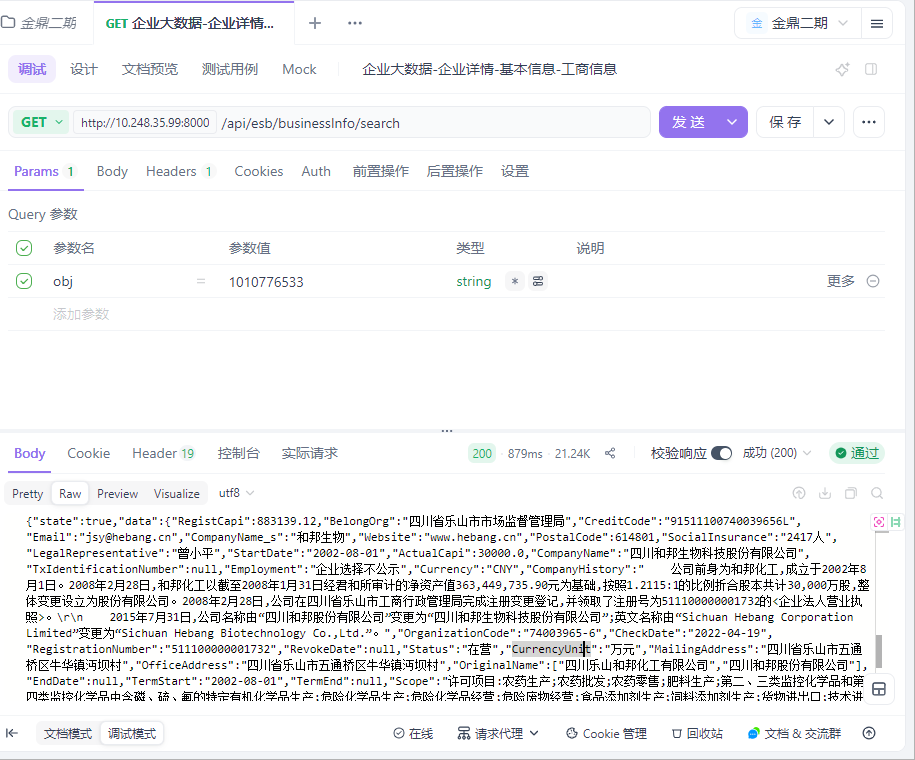 金鼎二期
GET 企业大数据-企业详情...
金 金鼎二期
调试 设计 文档预览 测试用例 Mock 企业大数据-企业详情-基本信息-工商信息
GET http://10.248.35.99:8000 /api/esb/businessInfo/search 发 送 保 存
Params 1 Body Headers 1 Cookies Auth 前置操作 后置操作 设置
Query 参数
参数名 参数值 类型 说明
obj = 1010776533 string * 更多
添加参数
Body Cookie Header 19 控制台 实际请求 200 · 879ms · 21.24K 校验响应 成功 (200) 通过
Pretty Raw Preview Visualize utf8
{"state":true,"data":{"RegistCapi":883139.12,"BelongOrg":"四川省乐山市市场监督管理局","CreditCode":"91511100740039656L",
"Email":"jsy@hebang.cn","CompanyName_s":"和邦生物","Website":"www.hebang.cn","PostalCode":614801,"SocialInsurance":"2417人",
"LegalRepresentative":"曾小平","StartDate":"2002-08-01","ActualCapi":30000.0,"CompanyName":"四川和邦生物科技股份有限公司",
"TxIdentificationNumber":null,"Employment":"企业选择不公示","Currency":"CNY","CompanyHistory":"    公司前身为和邦化工,成立于2002年8
月1日。2008年2月28日,和邦化工以截至2008年1月31日经君和所审计的净资产值363,449,735.90元为基础,按照1.2115:1的比例折合股本共计30,000万股,整
体变更设立为股份有限公司。2008年2月28日,公司在四川省乐山市工商行政管理局完成注册变更登记,并领取了注册号为511100000001732的<企业法人营业执
照>。\r\n    2015年7月31日,公司名称由“四川和邦股份有限公司”变更为“四川和邦生物科技股份有限公司”;英文名称由“Sichuan Hebang Corporation
Limited”变更为“Sichuan Hebang Biotechnology Co.,Ltd.”。","OrganizationCode":"74003965-6","CheckDate":"2022-04-19",
"RegistrationNumber":"511100000001732","RevokeDate":null,"Status":"在营","CurrencyUnit":"万元","MailingAddress":"四川省乐山市五通
桥区牛华镇沔坝村","OfficeAddress":"四川省乐山市五通桥区牛华镇沔坝村","OriginalName":["四川乐山和邦化工有限公司","四川和邦股份有限公司"],
"EndDate":null,"TermStart":"2002-08-01","TermEnd":null,"Scope":"许可项目:农药生产;农药批发;农药零售;肥料生产;第二、三类监控化学品和第
四类监控化学品中含磷、硫、氟的特定有机化学品生产;危险化学品生产;危险化学品经营;危险废物经营;食品添加剂生产;饲料添加剂生产;货物进出口;技术进
文档模式 调试模式 在线 请求代理 Cookie 管理 回收站 文档 & 交流群